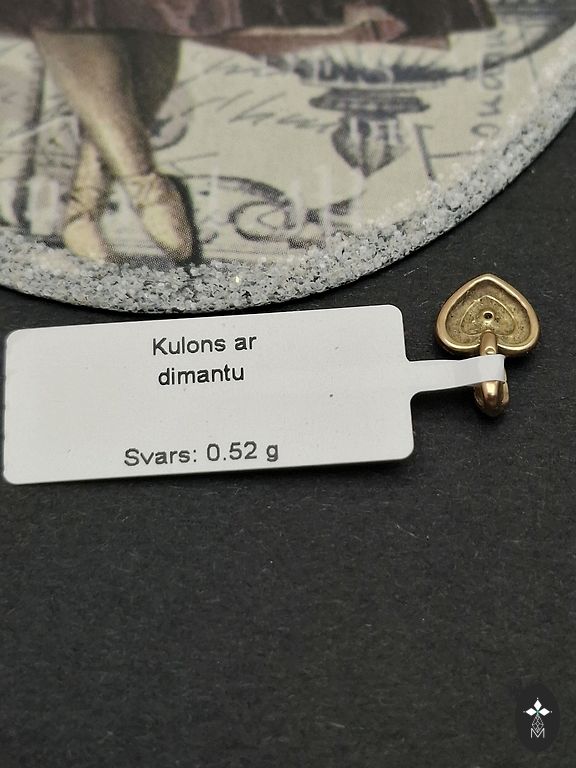 Kulons ar
dimantu
Svars: 0.52 g
M